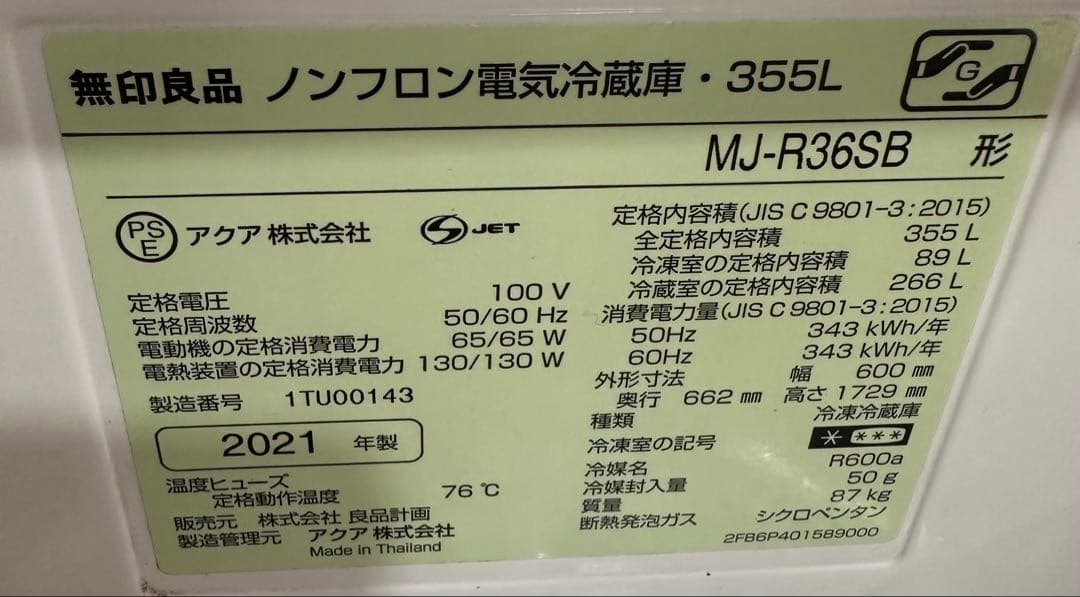 無印良品 ノンフロン電気冷蔵庫・355L
G
MJ-R36SB 形
PS
E
アクア 株式会社
JET
定格電圧 100 V
定格周波数 50/60 Hz
電動機の定格消費電力 65/65 W
電熱装置の定格消費電力 130/130 W
製造番号 1TU00143
2021 年製
温度ヒューズ
定格動作温度 76 ℃
販売元 株式会社 良品計画
製造管理元 アクア 株式会社
Made in Thailand
定格内容積(JIS C 9801-3:2015)
全定格内容積 355 L
冷凍室の定格内容積 89 L
冷蔵室の定格内容積 266 L
消費電力量(JIS C 9801-3:2015)
50Hz 343 kWh/年
60Hz 343 kWh/年
外形寸法 幅 600 ㎜
奥行 662 ㎜ 高さ 1729 ㎜
種類 冷凍冷蔵庫
冷凍室の記号 * ***
冷媒名 R600a
冷媒封入量 50 g
質量 87 kg
断熱発泡ガス シクロペンタン
2FB6P401589000